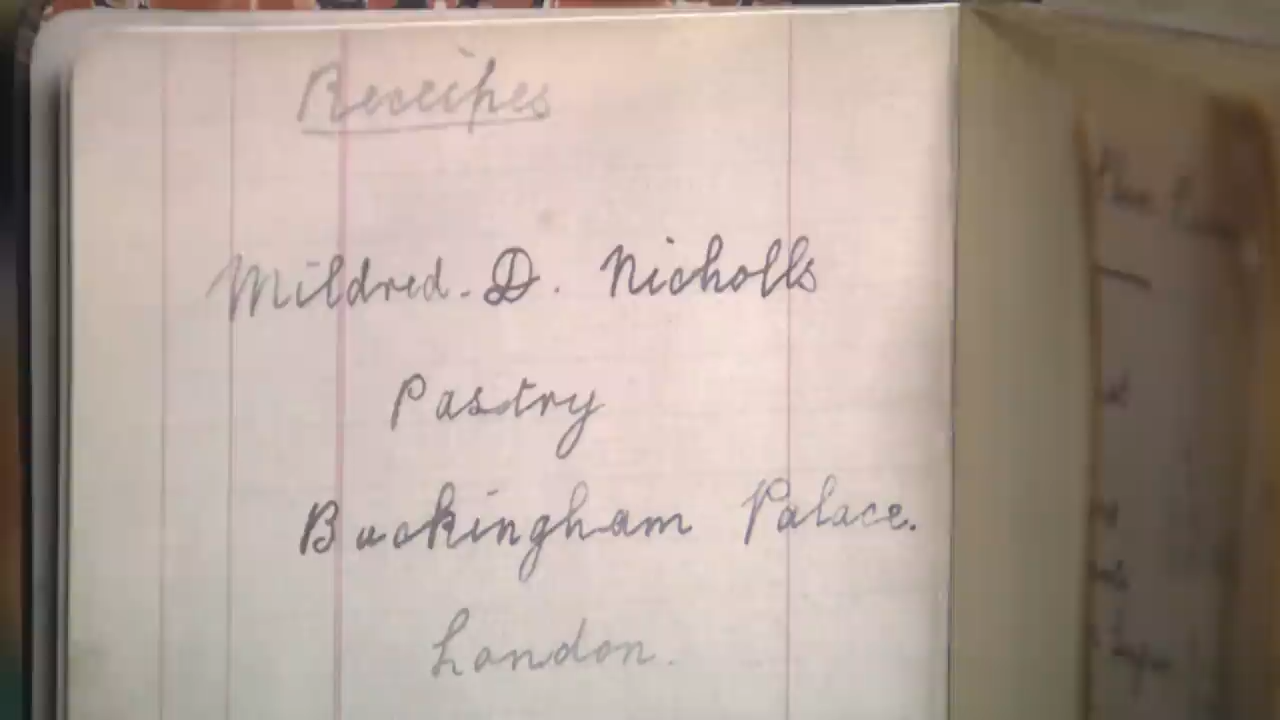 Receipes
Mildred. D. Nicholls
Pastry
Buckingham Palace.
London.